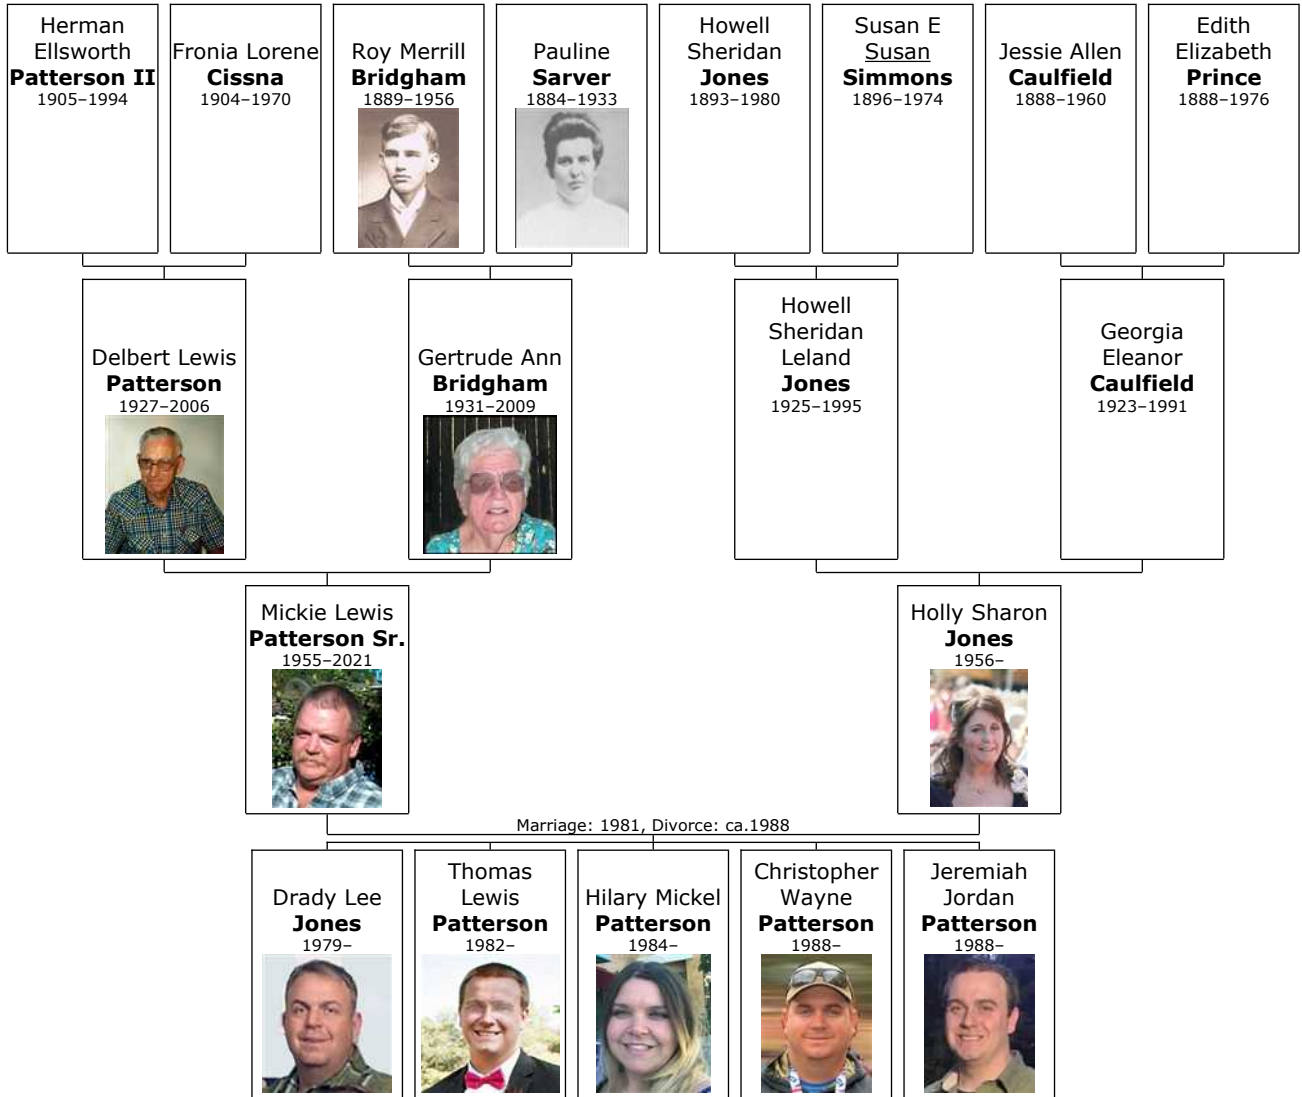 Herman
Ellsworth
Patterson II
1905–1994
Fronia Lorene
Cissna
1904–1970
Roy Merrill
Bridgham
1889–1956
Pauline
Sarver
1884–1933
Howell
Sheridan
Jones
1893–1980
Susan E
Susan
Simmons
1896–1974
Jessie Allen
Caulfield
1888–1960
Edith
Elizabeth
Prince
1888–1976
Delbert Lewis
Patterson
1927–2006
Gertrude Ann
Bridgham
1931–2009
Howell
Sheridan
Leland
Jones
1925–1995
Georgia
Eleanor
Caulfield
1923–1991
Mickie Lewis
Patterson Sr.
1955–2021
Holly Sharon
Jones
1956–
Marriage: 1981, Divorce: ca.1988
Drady Lee
Jones
1979–
Thomas
Lewis
Patterson
1982–
Hilary Mickel
Patterson
1984–
Christopher
Wayne
Patterson
1988–
Jeremiah
Jordan
Patterson
1988–